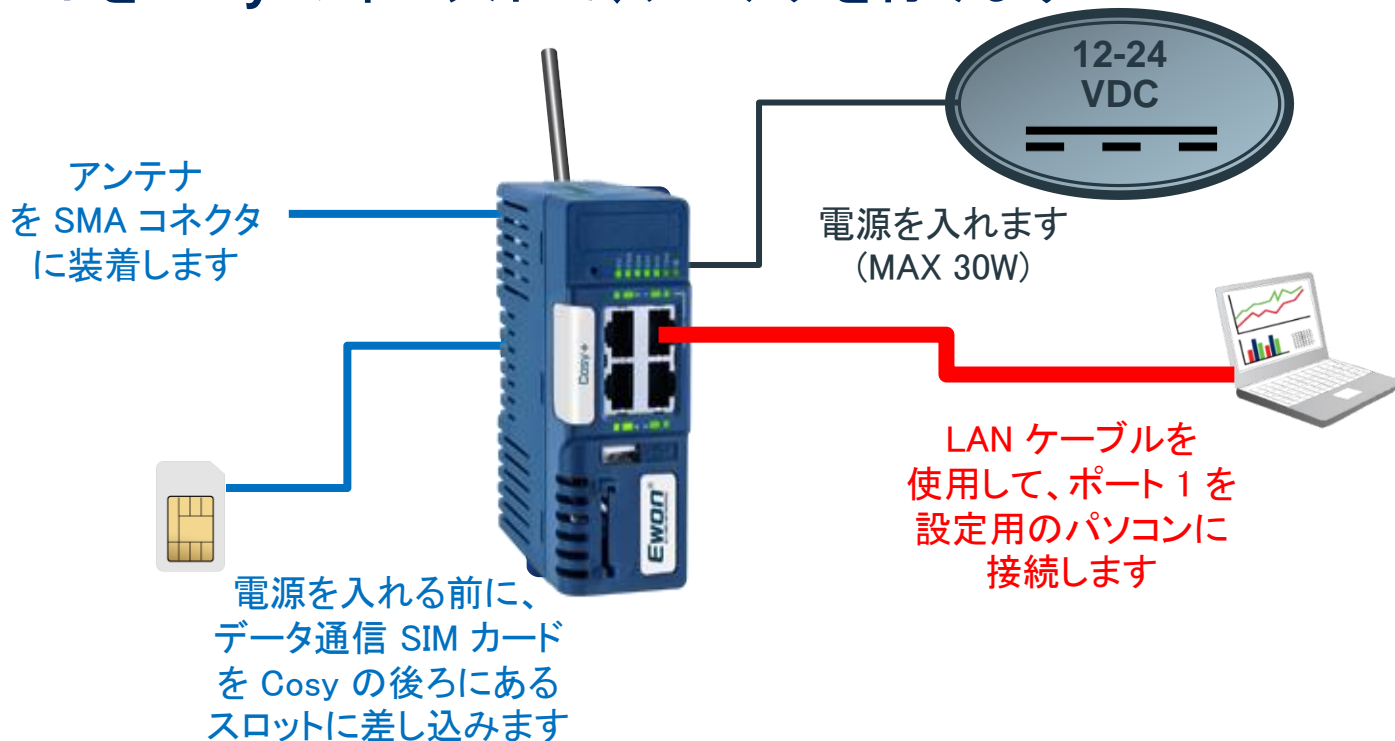 12-24
VDC
アンテナ
を SMA コネクタ
に装着します
電源を入れます
(MAX 30W)
Cosy+
LAN ケーブルを
使用して、ポート 1 を
設定用のパソコンに
接続します
Ewon®
電源を入れる前に、
データ通信 SIM カード
を Cosy の後ろにある
スロットに差し込みます